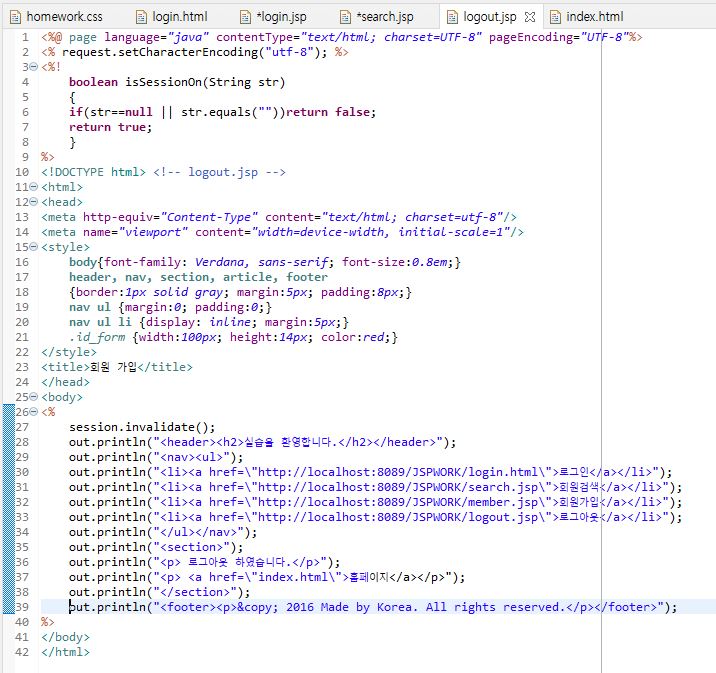 homework.css login.html *login.jsp *search.jsp logout.jsp index.html
1 <%@ page language="java" contentType="text/html; charset=UTF-8" pageEncoding="UTF-8"%>
2 <% request.setCharacterEncoding("utf-8"); %>
3 <%!
4 boolean isSessionOn(String str)
5 {
6 if(str==null || str.equals(""))return false;
7 return true;
8 }
9 %>
10 <!DOCTYPE html> <!-- logout.jsp -->
11 <html>
12 <head>
13 <meta http-equiv="Content-Type" content="text/html; charset=utf-8"/>
14 <meta name="viewport" content="width=device-width, initial-scale=1"/>
15 <style>
16 body{font-family: Verdana, sans-serif; font-size:0.8em;}
17 header, nav, section, article, footer
18 {border:1px solid gray; margin:5px; padding:8px;}
19 nav ul {margin:0; padding:0;}
20 nav ul li {display: inline; margin:5px;}
21 .id_form {width:100px; height:14px; color:red;}
22 </style>
23 <title>회원 가입</title>
24 </head>
25 <body>
26 <%
27 session.invalidate();
28 out.println("<header><h2>실습을 환영합니다.</h2></header>");
29 out.println("<nav><ul>");
30 out.println("<li><a href=\"http://localhost:8089/JSPWORK/login.html\">로그인</a></li>");
31 out.println("<li><a href=\"http://localhost:8089/JSPWORK/search.jsp\">회원검색</a></li>");
32 out.println("<li><a href=\"http://localhost:8089/JSPWORK/member.jsp\">회원가입</a></li>");
33 out.println("<li><a href=\"http://localhost:8089/JSPWORK/logout.jsp\">로그아웃</a></li>");
34 out.println("</ul></nav>");
35 out.println("<section>");
36 out.println("<p> 로그아웃 하였습니다.</p>");
37 out.println("<p> <a href=\"index.html\">홈페이지</a></p>");
38 out.println("</section>");
39 out.println("<footer><p>&copy; 2016 Made by Korea. All rights reserved.</p></footer>");
40 %>
41 </body>
42 </html>